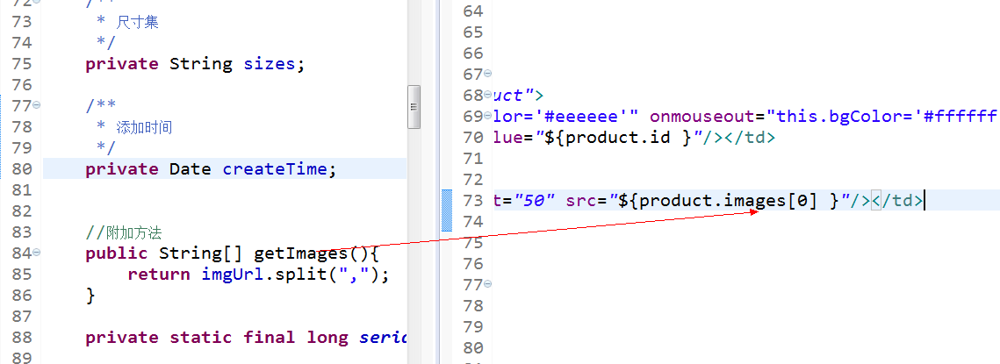 72 /**
73 * 尺寸集
74 */
75 private String sizes;
76
77 /**
78 * 添加时间
79 */
80 private Date createTime;
81
82
83 //附加方法
84 public String[] getImages(){
85 return imgUrl.split(",");
86 }
87
88 private static final long serid
89
64
65
66
67
68 uct">
69 olor='#eeeeee'" onmouseout="this.bgColor='#ffffff
70 lue="${product.id }"/></td>
71
72
73 t="50" src="${product.images[0] }"/></td>
74
75
76
77
78
79
80